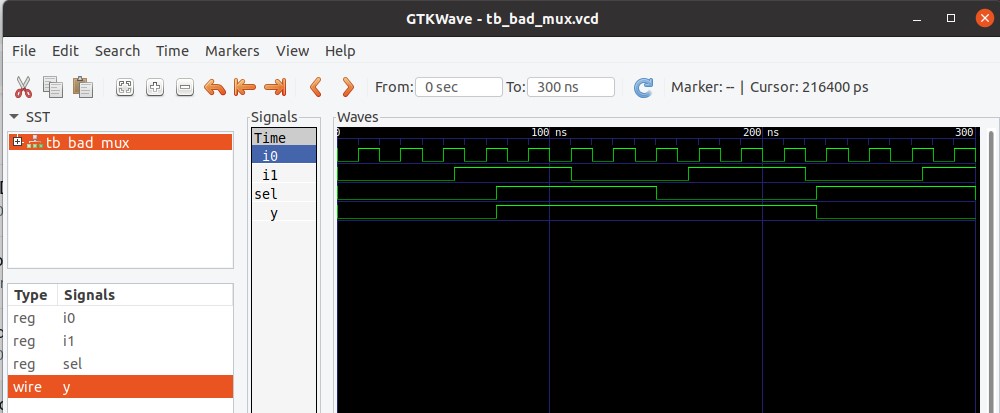 GTKWave - tb_bad_mux.vcd
File Edit Search Time Markers View Help
From: 0 sec To: 300 ns Marker: -- | Cursor: 216400 ps
SST
tb_bad_mux
Type Signals
reg i0
reg i1
reg sel
wire y
Signals
Time
i0
i1
sel
y
Waves
0 100 ns 200 ns 300